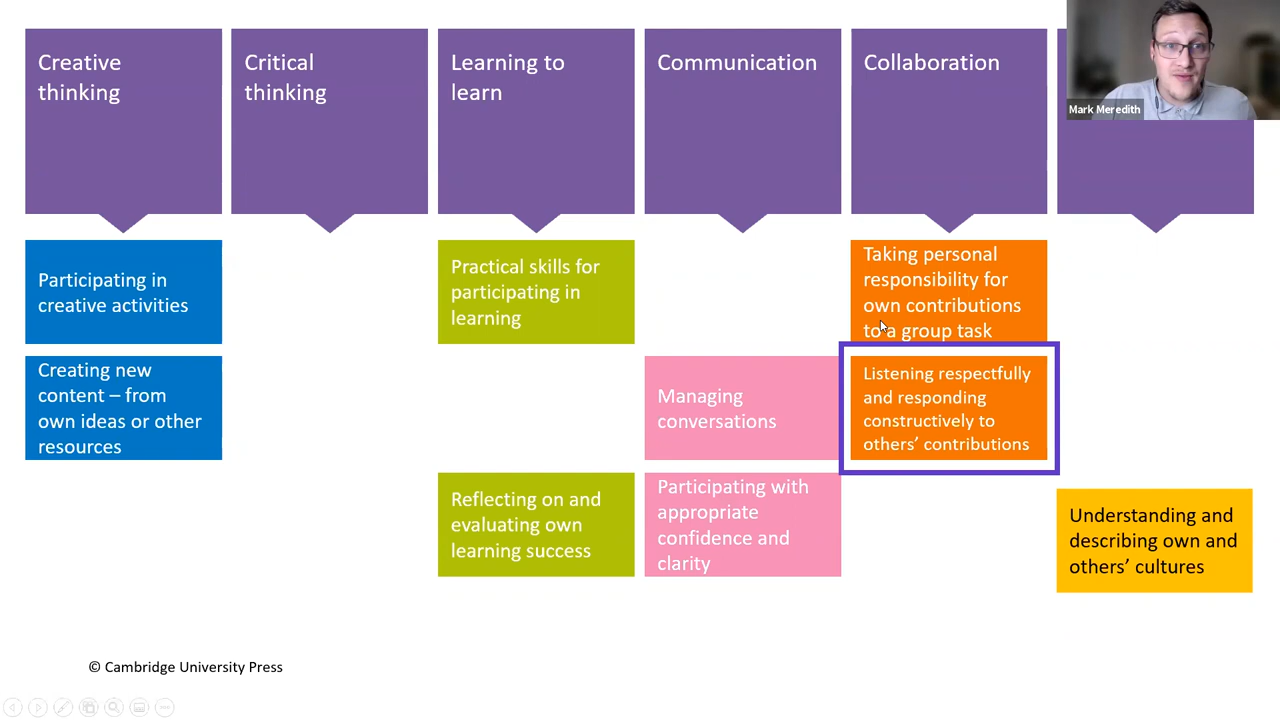 Creative
thinking
Critical
thinking
Learning to
learn
Communication
Collaboration
Mark Meredith
Participating in
creative activities
Practical skills for
participating in
learning
Taking personal
responsibility for
own contributions
to a group task
Creating new
content – from
own ideas or other
resources
Managing
conversations
Listening respectfully
and responding
constructively to
others’ contributions
Reflecting on and
evaluating own
learning success
Participating with
appropriate
confidence and
clarity
Understanding and
describing own and
others’ cultures
© Cambridge University Press